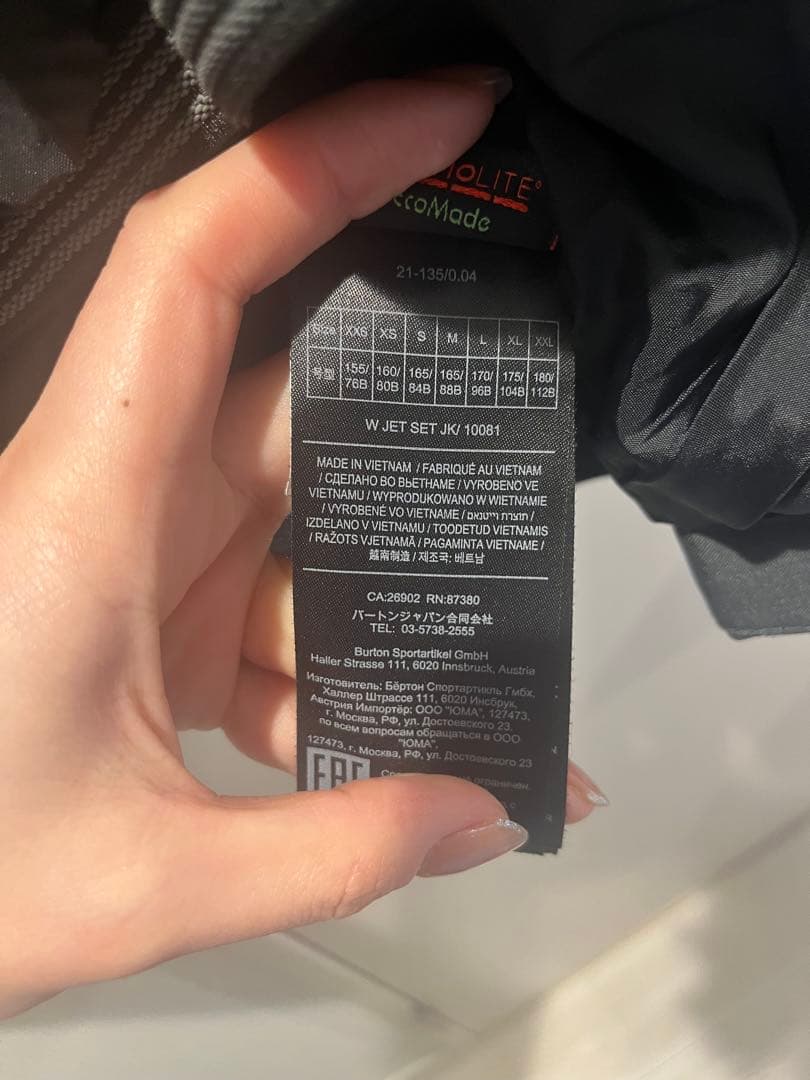 LITE®
EcoMade
21-135/0.04
Size XXS XS S M L XL XXL
号型 155/76B 160/80B 165/84B 165/88B 170/96B 175/104B 180/112B
W JET SET JK/ 10081
MADE IN VIETNAM / FABRIQUÉ AU VIETNAM
/ СДЕЛАНО ВО ВЬЕТНАМЕ / VYROBENO VE
VIETNAMU / WYPRODUKOWANO W WIETNAMIE
/ VYROBENÉ VO VIETNAME / תוצרת וייטנאם
IZDELANO V VIETNAMU / TOODETUD VIETNAMIS
/ RAŽOTS VJETNAMĀ / PAGAMINTA VIETNAME /
越南制造 / 제조국: 베트남
CA:26902 RN:87380
バートンジャパン合同会社
TEL: 03-5738-2555
Burton Sportartikel GmbH
Haller Strasse 111, 6020 Innsbruck, Austria
Изготовитель: Бёртон Спортартикль Гмбх,
Халлер Штрассе 111, 6020 Инсбрук,
Австрия Импортёр: ООО "ЮМА", 127473,
г. Москва, РФ, ул. Достоевского 23,
по всем вопросам обращаться в ООО
"ЮМА",
127473, г. Москва, РФ, ул. Достоевского 23
EAC
ограничен.